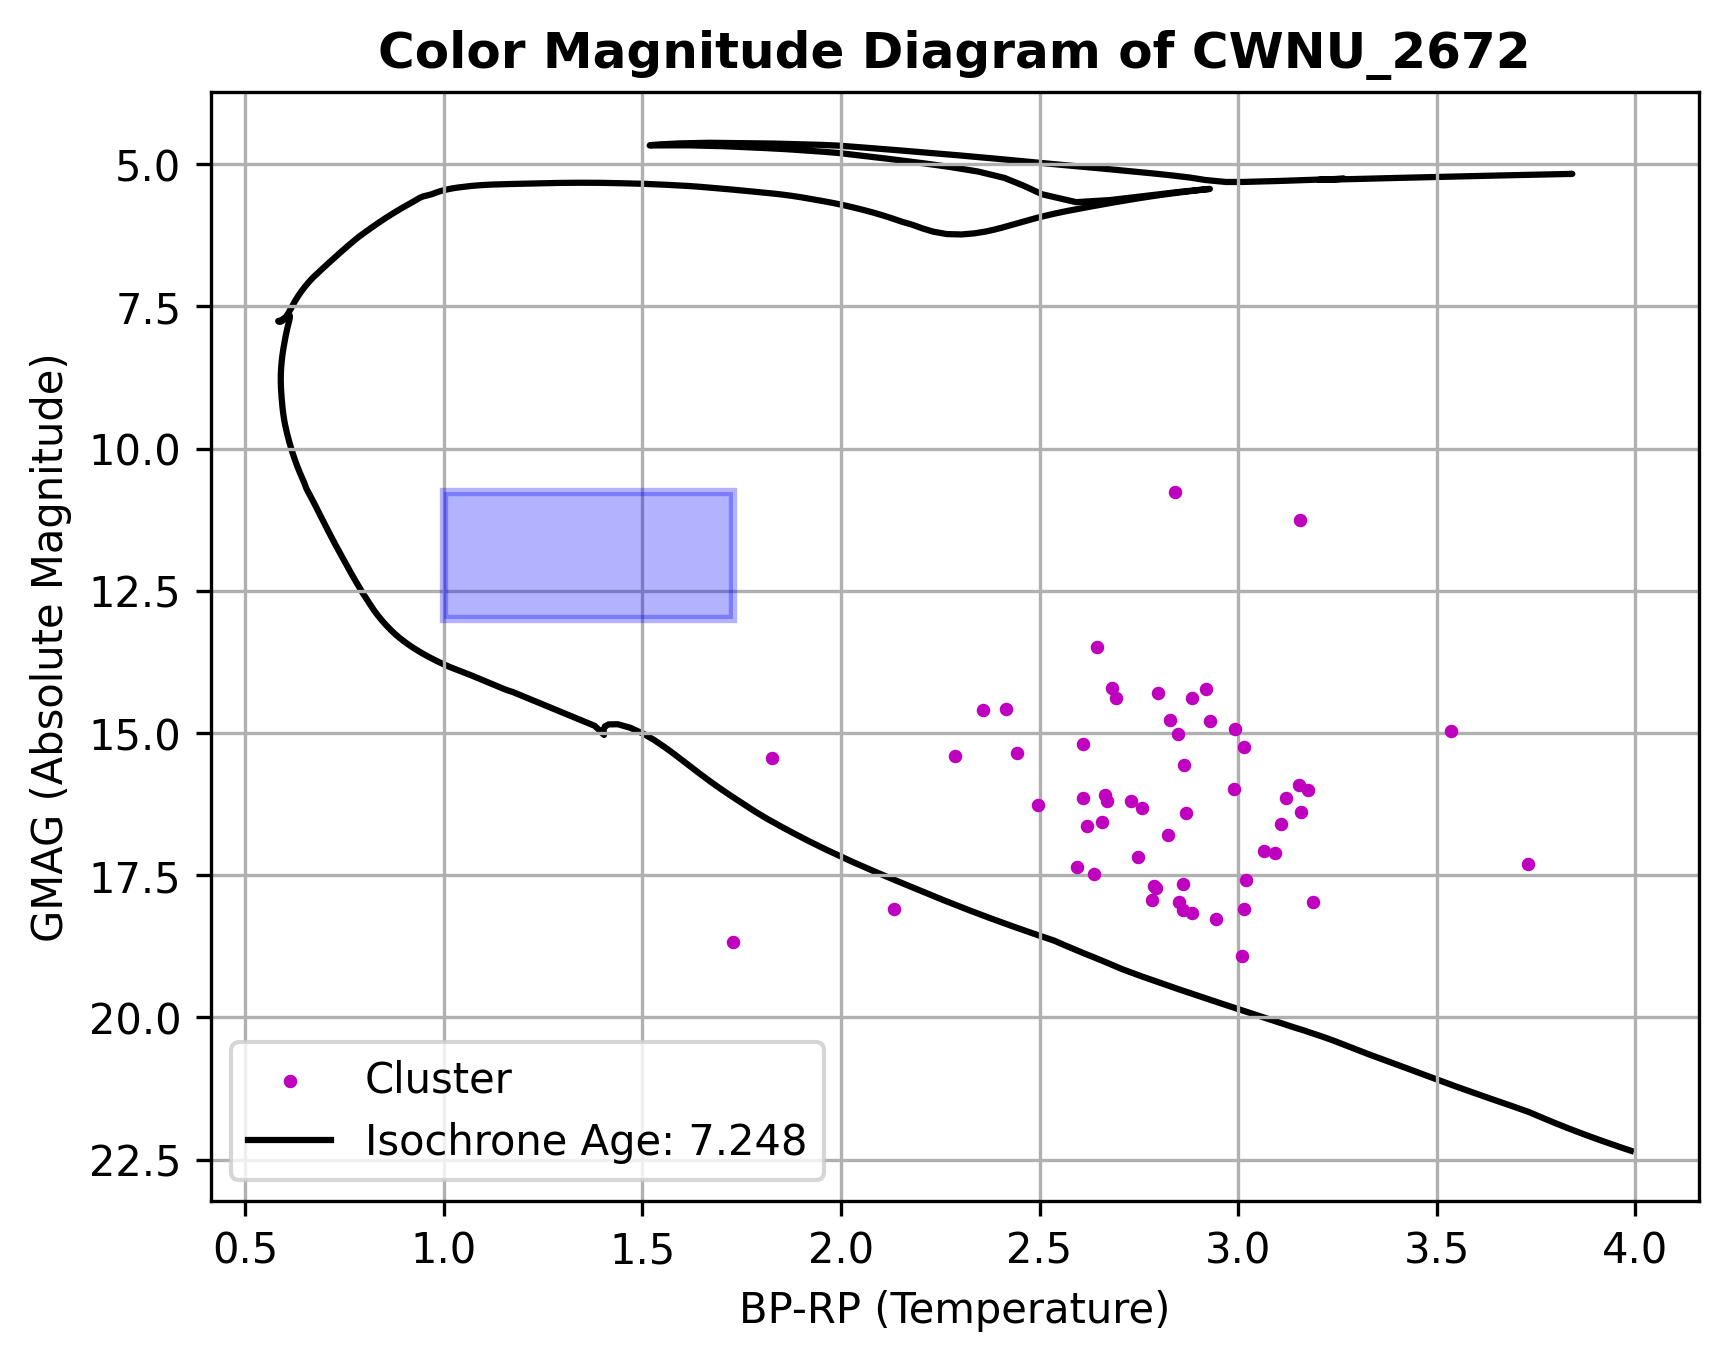 Color Magnitude Diagram of CWNU_2672
GMAG (Absolute Magnitude)
5.0
7.5
10.0
12.5
15.0
17.5
20.0
22.5
Cluster
Isochrone Age: 7.248
0.5 1.0 1.5 2.0 2.5 3.0 3.5 4.0
BP-RP (Temperature)